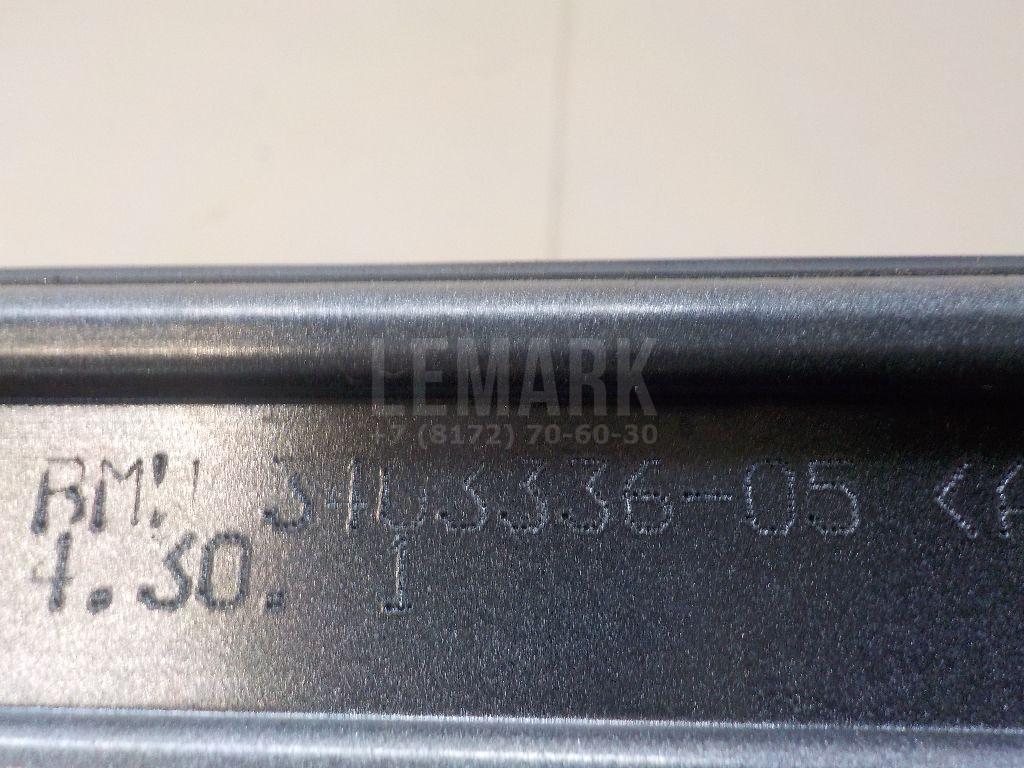 LEMARK
+7 (8172) 70-60-30
BMW 3403336-05 <A
4.30. 1